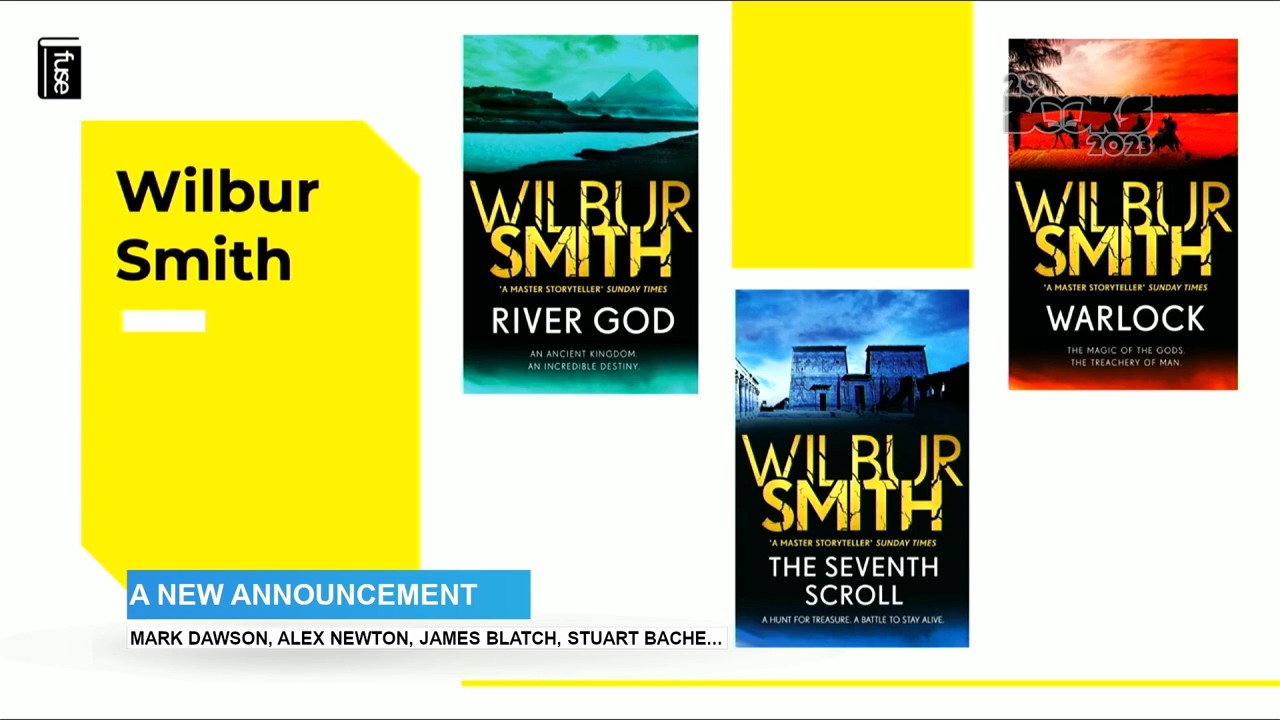 fuse
Wilbur
Smith
WILBUR
SMITH
'A MASTER STORYTELLER' SUNDAY TIMES
RIVER GOD
AN ANCIENT KINGDOM.
AN INCREDIBLE DESTINY.
WILBUR
SMITH
'A MASTER STORYTELLER' SUNDAY TIMES
THE SEVENTH
SCROLL
A HUNT FOR TREASURE. A BATTLE TO STAY ALIVE.
20
BOOKS
2023
WILBUR
SMITH
'A MASTER STORYTELLER' SUNDAY TIMES
WARLOCK
THE MAGIC OF THE GODS.
THE TREACHERY OF MAN.
A NEW ANNOUNCEMENT
MARK DAWSON, ALEX NEWTON, JAMES BLATCH, STUART BACHE...